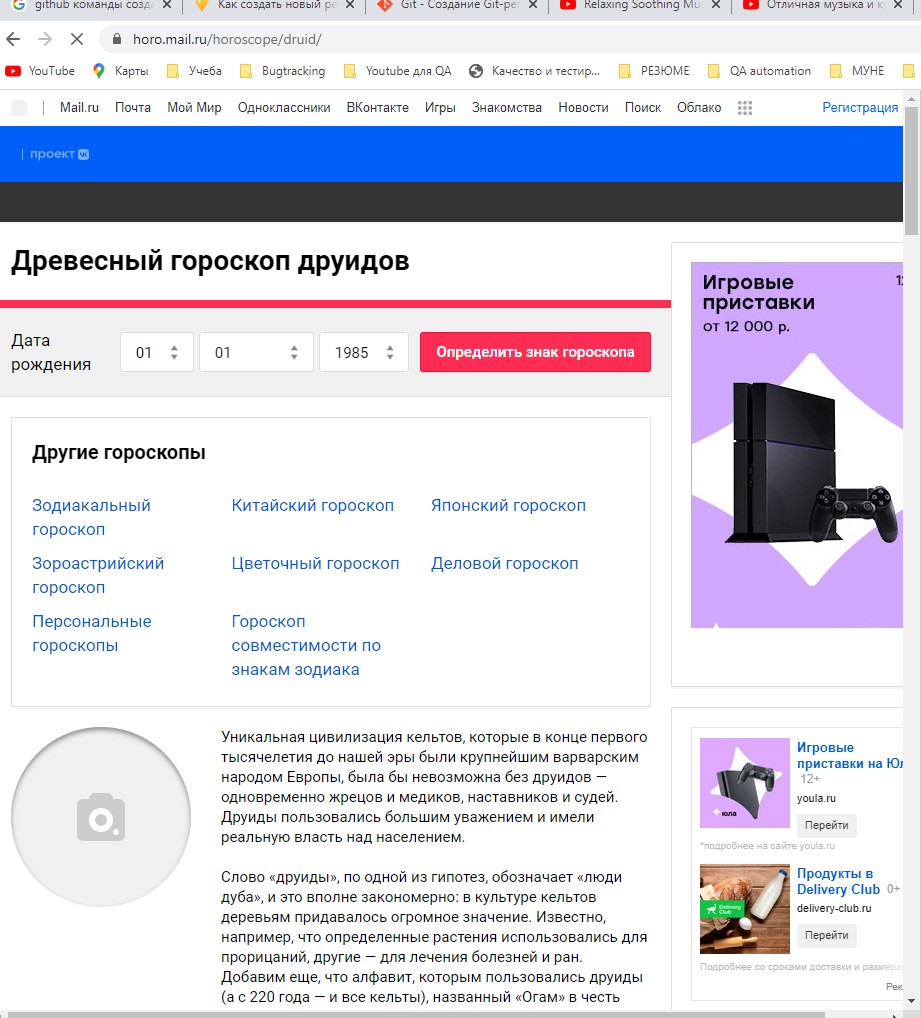 github команды созда
Как создать новый ре
Git - Создание Git-реп
Relaxing Soothing Mus
Отличная музыка и к
horo.mail.ru/horoscope/druid/
YouTube
Карты
Учеба
Bugtracking
Youtube для QA
Качество и тестир...
РЕЗЮМЕ
QA automation
МУНЕ
Mail.ru
Почта
Мой Мир
Одноклассники
ВКонтакте
Игры
Знакомства
Новости
Поиск
Облако
Регистрация
| проект
Древесный гороскоп друидов
Дата
рождения
01
01
1985
Определить знак гороскопа
Другие гороскопы
Зодиакальный
гороскоп
Китайский гороскоп
Японский гороскоп
Зороастрийский
гороскоп
Цветочный гороскоп
Деловой гороскоп
Персональные
гороскопы
Гороскоп
совместимости по
знакам зодиака
Уникальная цивилизация кельтов, которые в конце первого
тысячелетия до нашей эры были крупнейшим варварским
народом Европы, была бы невозможна без друидов —
одновременно жрецов и медиков, наставников и судей.
Друиды пользовались большим уважением и имели
реальную власть над населением.
Слово «друиды», по одной из гипотез, обозначает «люди
дуба», и это вполне закономерно: в культуре кельтов
деревьям придавалось огромное значение. Известно,
например, что определенные растения использовались для
прорицаний, другие — для лечения болезней и ран.
Добавим еще, что алфавит, которым пользовались друиды
(а с 220 года — и все кельты), названный «Огам» в честь
Игровые
приставки
от 12 000 р.
12
Игровые
приставки на Юл
12+
youla.ru
Перейти
юла
*подробнее на сайте youla.ru
Продукты в
Delivery Club 0+
delivery-club.ru
Перейти
Delivery
Club
Подробнее со сроками доставки и размера
Рек